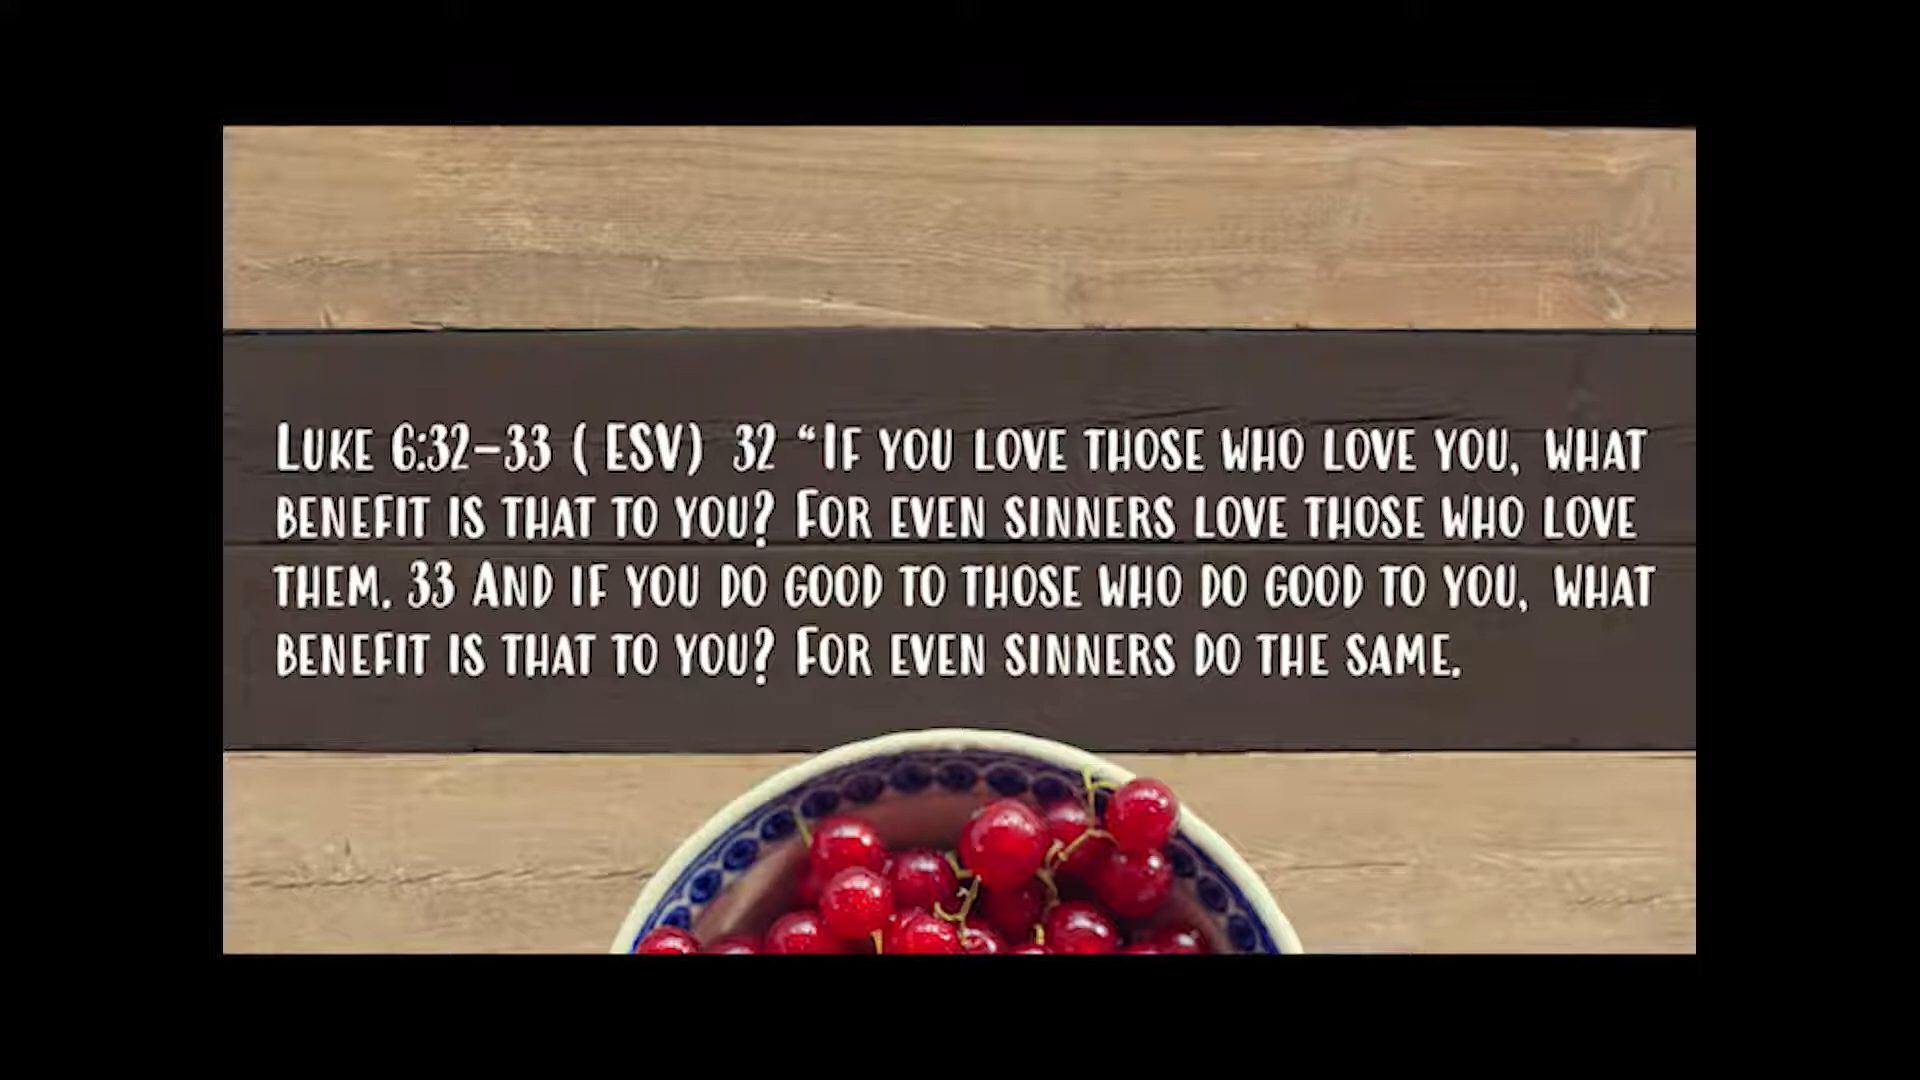 Luke 6:32-33 (ESV) 32 “If you love those who love you, what
benefit is that to you? For even sinners love those who love
them. 33 And if you do good to those who do good to you, what
benefit is that to you? For even sinners do the same.